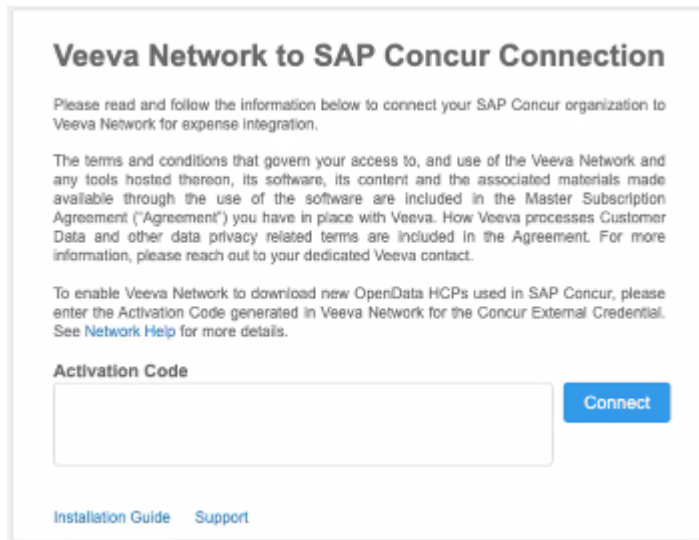 Veeva Network to SAP Concur Connection
Please read and follow the information below to connect your SAP Concur organization to
Veeva Network for expense integration.
The terms and conditions that govern your access to, and use of the Veeva Network and
any tools hosted thereon, its software, its content and the associated materials made
available through the use of the software are included in the Master Subscription
Agreement ("Agreement") you have in place with Veeva. How Veeva processes Customer
Data and other data privacy related terms are included in the Agreement. For more
information, please reach out to your dedicated Veeva contact.
To enable Veeva Network to download new OpenData HCPs used in SAP Concur, please
enter the Activation Code generated in Veeva Network for the Concur External Credential.
See Network Help for more details.
Activation Code
Connect
Installation Guide Support